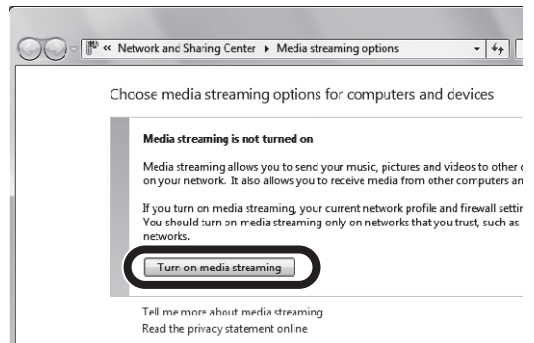 « Network and Sharing Center ▸ Media streaming options
Choose media streaming options for computers and devices
Media streaming is not turned on
Media streaming allows you to send your music, pictures and videos to other
on your network. It also allows you to receive media from other computers
If you turn on media streaming, your current network profile and firewall
You should turn on media streaming only on networks that you trust, such as
networks.
Turn on media streaming
Tell me more about media streaming
Read the privacy statement online